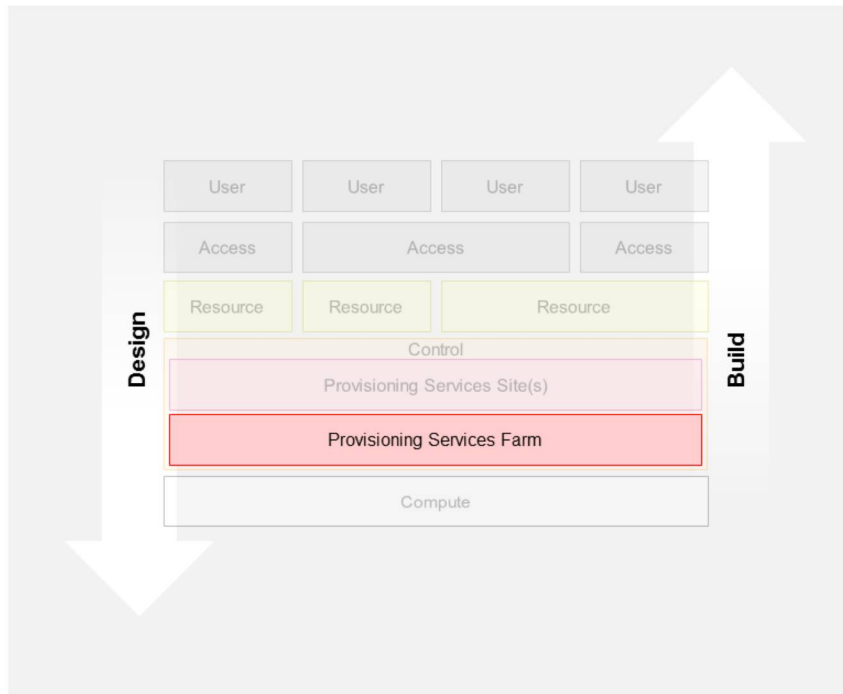 User
User
User
User
Access
Access
Access
Resource
Resource
Resource
Design
Build
Control
Provisioning Services Site(s)
Provisioning Services Farm
Compute